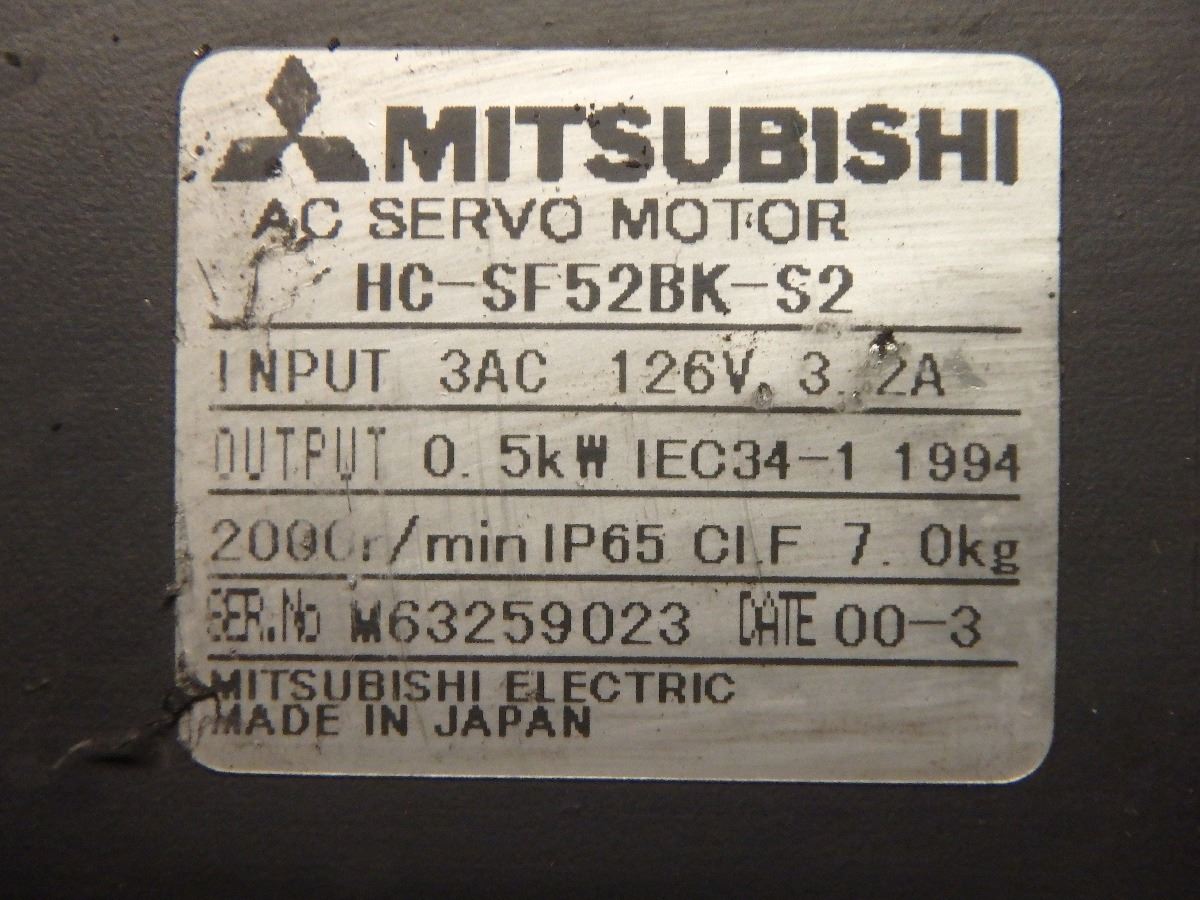 MITSUBISHI
AC SERVO MOTOR
HC-SF52BK-S2
INPUT 3AC 126V 3.2A
OUTPUT 0.5kW IEC34-1 1994
2000r/min IP65 CI.F 7.0kg
SER.No M63259023 DATE 00-3
MITSUBISHI ELECTRIC
MADE IN JAPAN